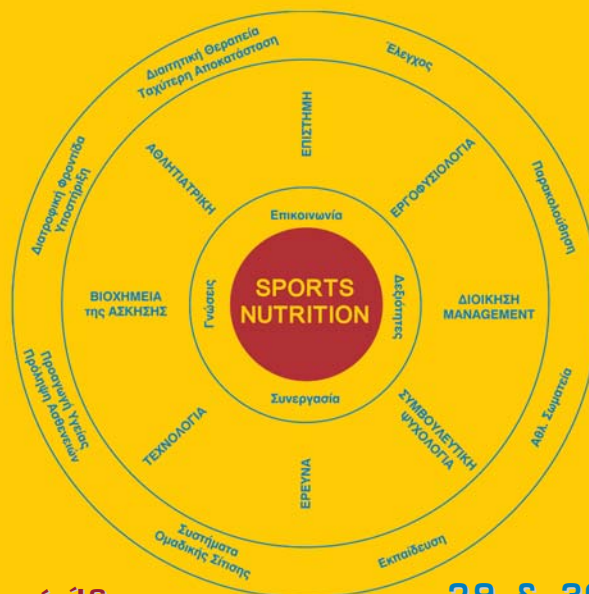 Διαιτητική Θεραπεία
Ταχύτερη Αποκατάσταση
Έλεγχος
Παρακολούθηση
Αθλ. Σωματεία
Εκπαίδευση
Συστήματα
Ομαδικής Σίτισης
Προαγωγή Υγείας
Πρόληψη Ασθενειών
Διατροφική Φροντίδα
Υποστήριξη
ΕΠΙΣΤΗΜΗ
ΕΡΓΟΦΥΣΙΟΛΟΓΙΑ
ΔΙΟΙΚΗΣΗ
MANAGEMENT
ΣΥΜΒΟΥΛΕΥΤΙΚΗ
ΨΥΧΟΛΟΓΙΑ
ΕΡΕΥΝΑ
ΤΕΧΝΟΛΟΓΙΑ
ΒΙΟΧΗΜΕΙΑ
της ΑΣΚΗΣΗΣ
ΑΘΛΗΤΙΑΤΡΙΚΗ
Επικοινωνία
Δεξιότητες
Συνεργασία
Γνώσεις
SPORTS
NUTRITION